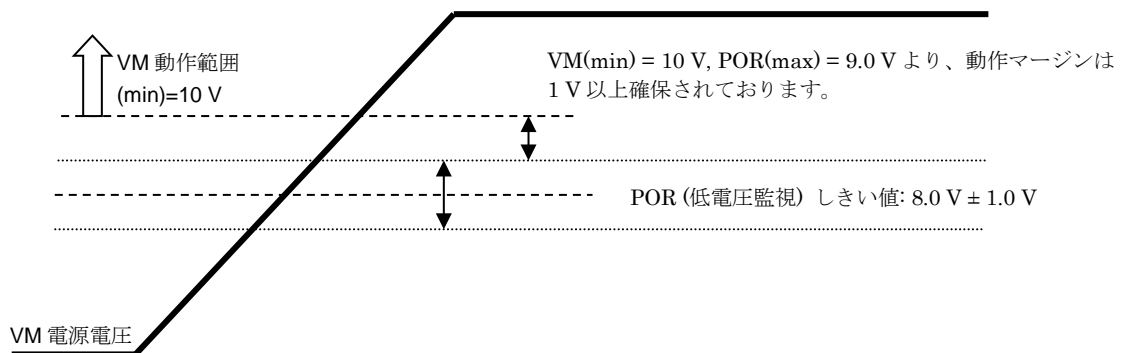 VM 動作範囲
(min)=10 V
VM(min) = 10 V, POR(max) = 9.0 V より、動作マージンは
1 V 以上確保されております。
POR (低電圧監視) しきい値: 8.0 V ± 1.0 V
VM 電源電圧